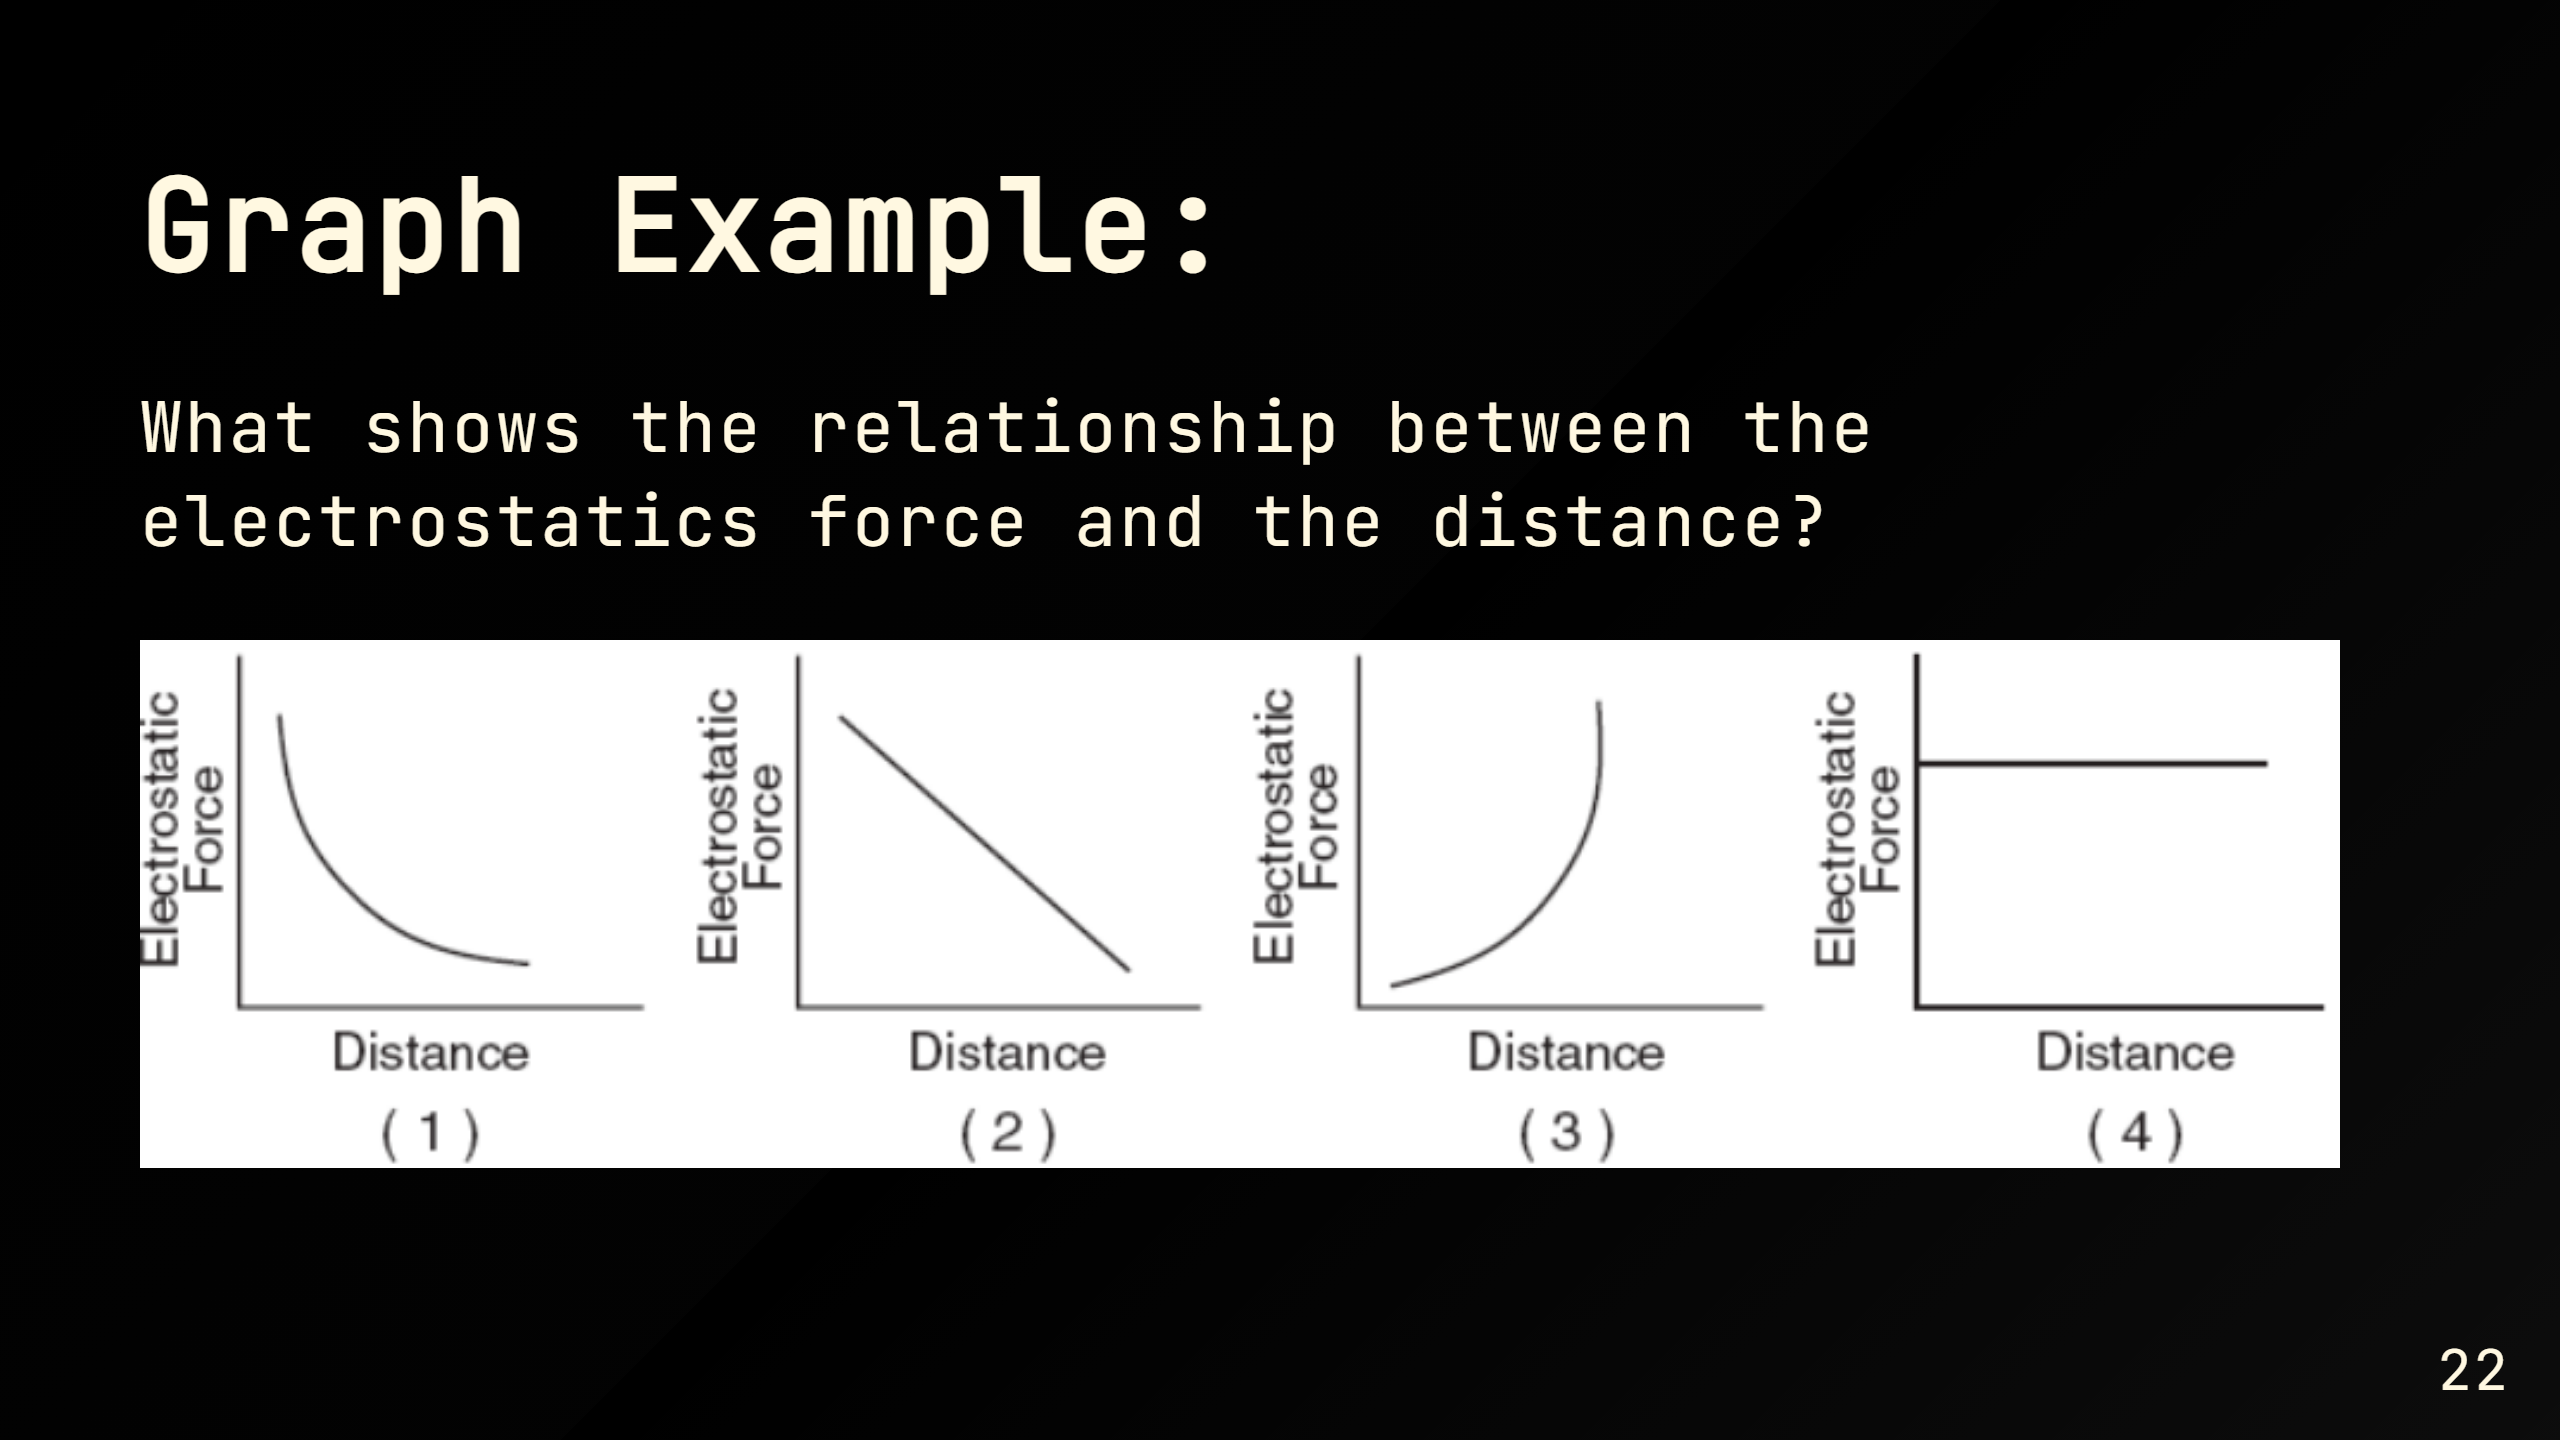 Graph Example:
What shows the relationship between the
electrostatics force and the distance?
Electrostatic
Force
Distance
( 1 )
Electrostatic
Force
Distance
( 2 )
Electrostatic
Force
Distance
( 3 )
Electrostatic
Force
Distance
( 4 )
22